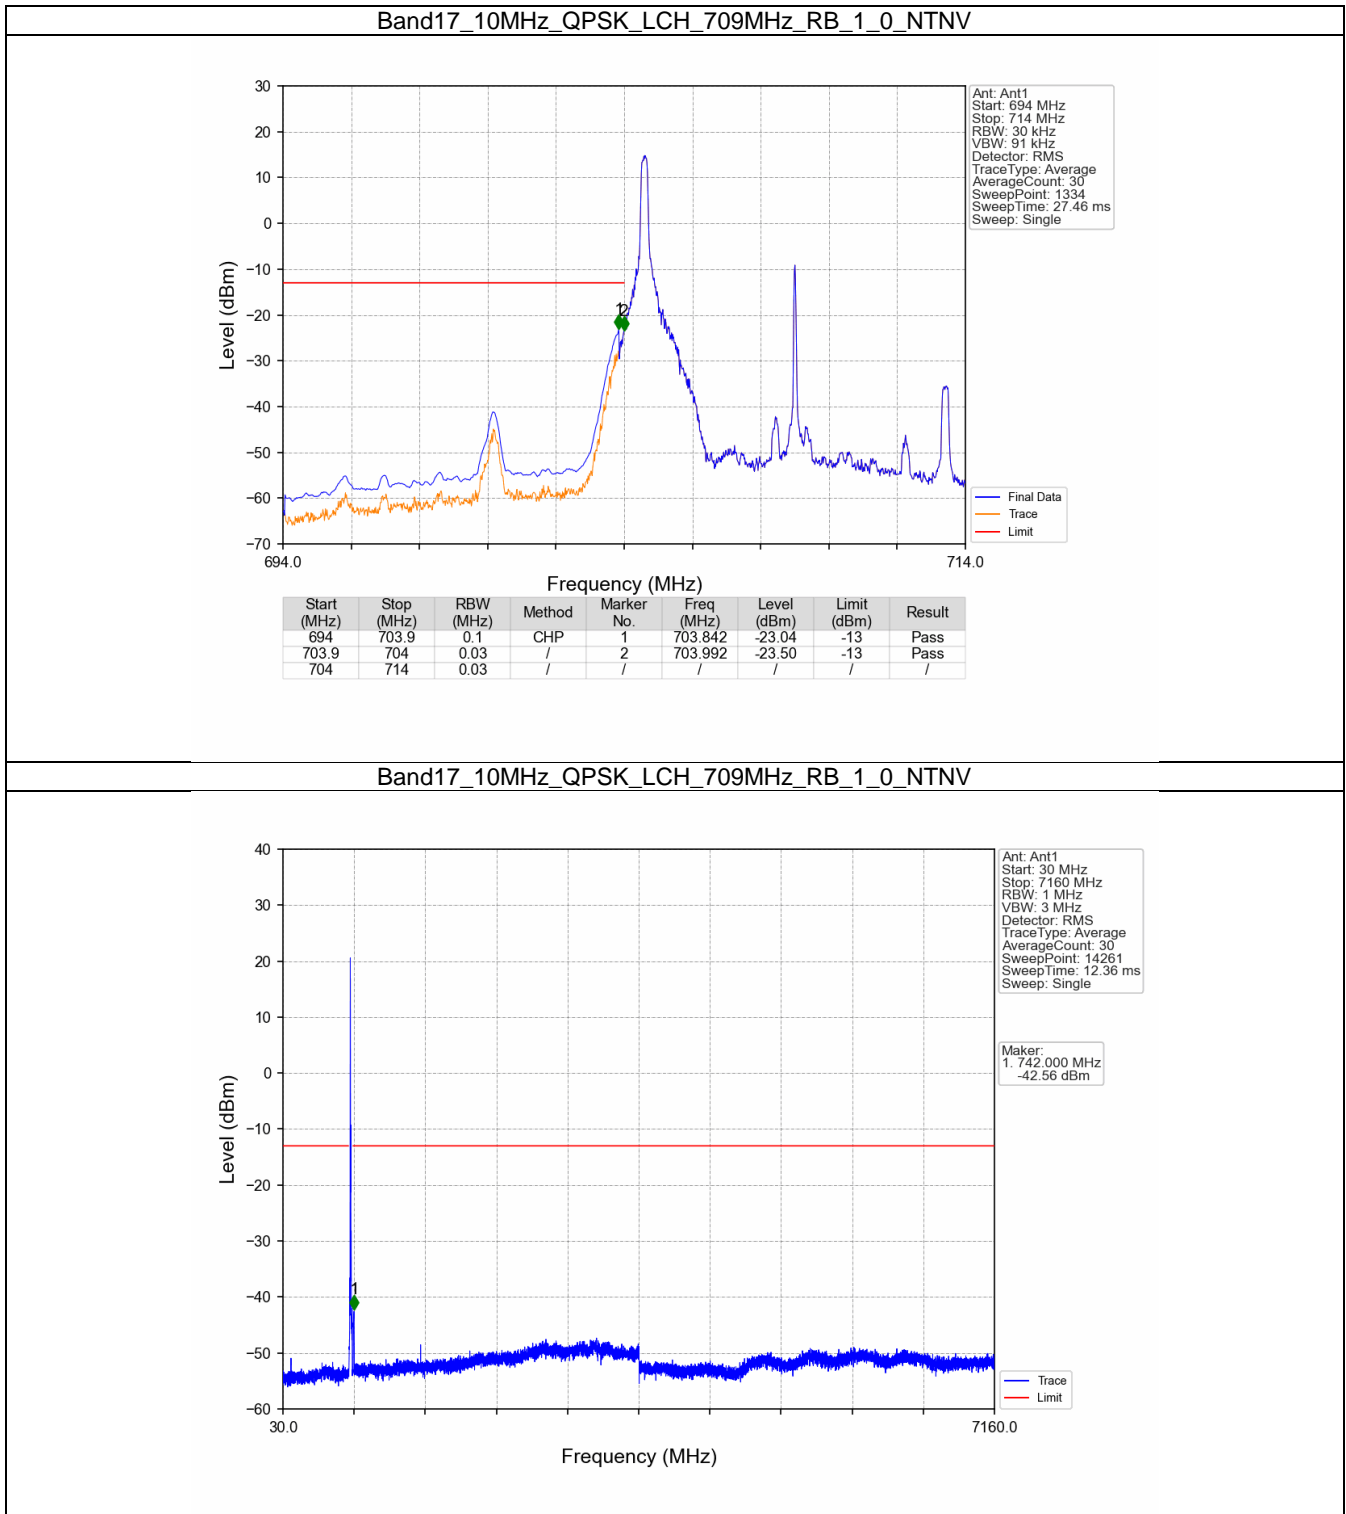 Band17_10MHz_QPSK_LCH_709MHz_RB_1_0_NTNV
Ant: Ant1
Start: 694 MHz
Stop: 714 MHz
RBW: 30 kHz
VBW: 91 kHz
Detector: RMS
TraceType: Average
AverageCount: 30
SweepPoint: 1334
SweepTime: 27.46 ms
Sweep: Single
30
20
10
0
−10
−20
−30
−40
−50
−60
−70
Level (dBm)
1 2
694.0 714.0
Frequency (MHz)
Final Data
Trace
Limit
Start (MHz) Stop (MHz) RBW (MHz) Method Marker No. Freq (MHz) Level (dBm) Limit (dBm) Result
694 703.9 0.1 CHP 1 703.842 -23.04 -13 Pass
703.9 704 0.03 / 2 703.992 -23.50 -13 Pass
704 714 0.03 / / / / / /
Band17_10MHz_QPSK_LCH_709MHz_RB_1_0_NTNV
Ant: Ant1
Start: 30 MHz
Stop: 7160 MHz
RBW: 1 MHz
VBW: 3 MHz
Detector: RMS
TraceType: Average
AverageCount: 30
SweepPoint: 14261
SweepTime: 12.36 ms
Sweep: Single
Maker:
1. 742.000 MHz
-42.56 dBm
40
30
20
10
0
−10
−20
−30
−40
−50
−60
Level (dBm)
1
30.0 7160.0
Frequency (MHz)
Trace
Limit